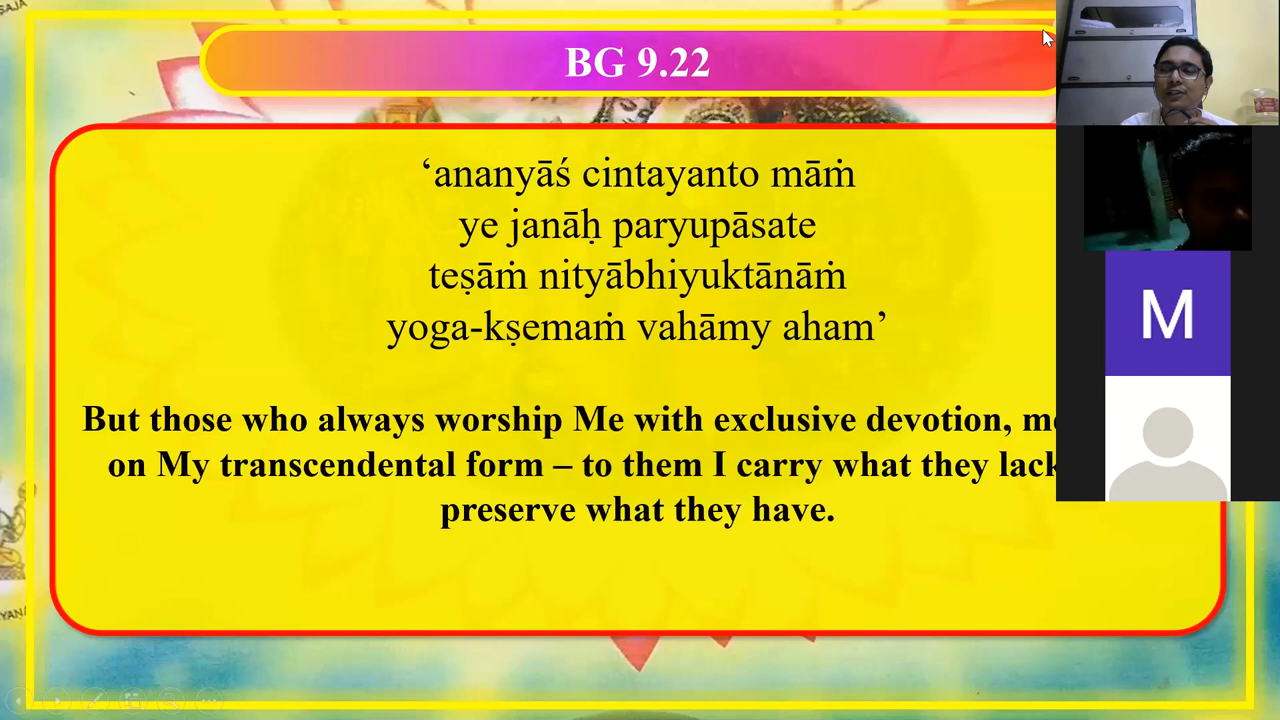 BG 9.22
‘ananyāś cintayanto māṁ
ye janāḥ paryupāsate
teṣāṁ nityābhiyuktānāṁ
yoga-kṣemaṁ vahāmy aham’
But those who always worship Me with exclusive devotion,
on My transcendental form – to them I carry what they lack
preserve what they have.
M